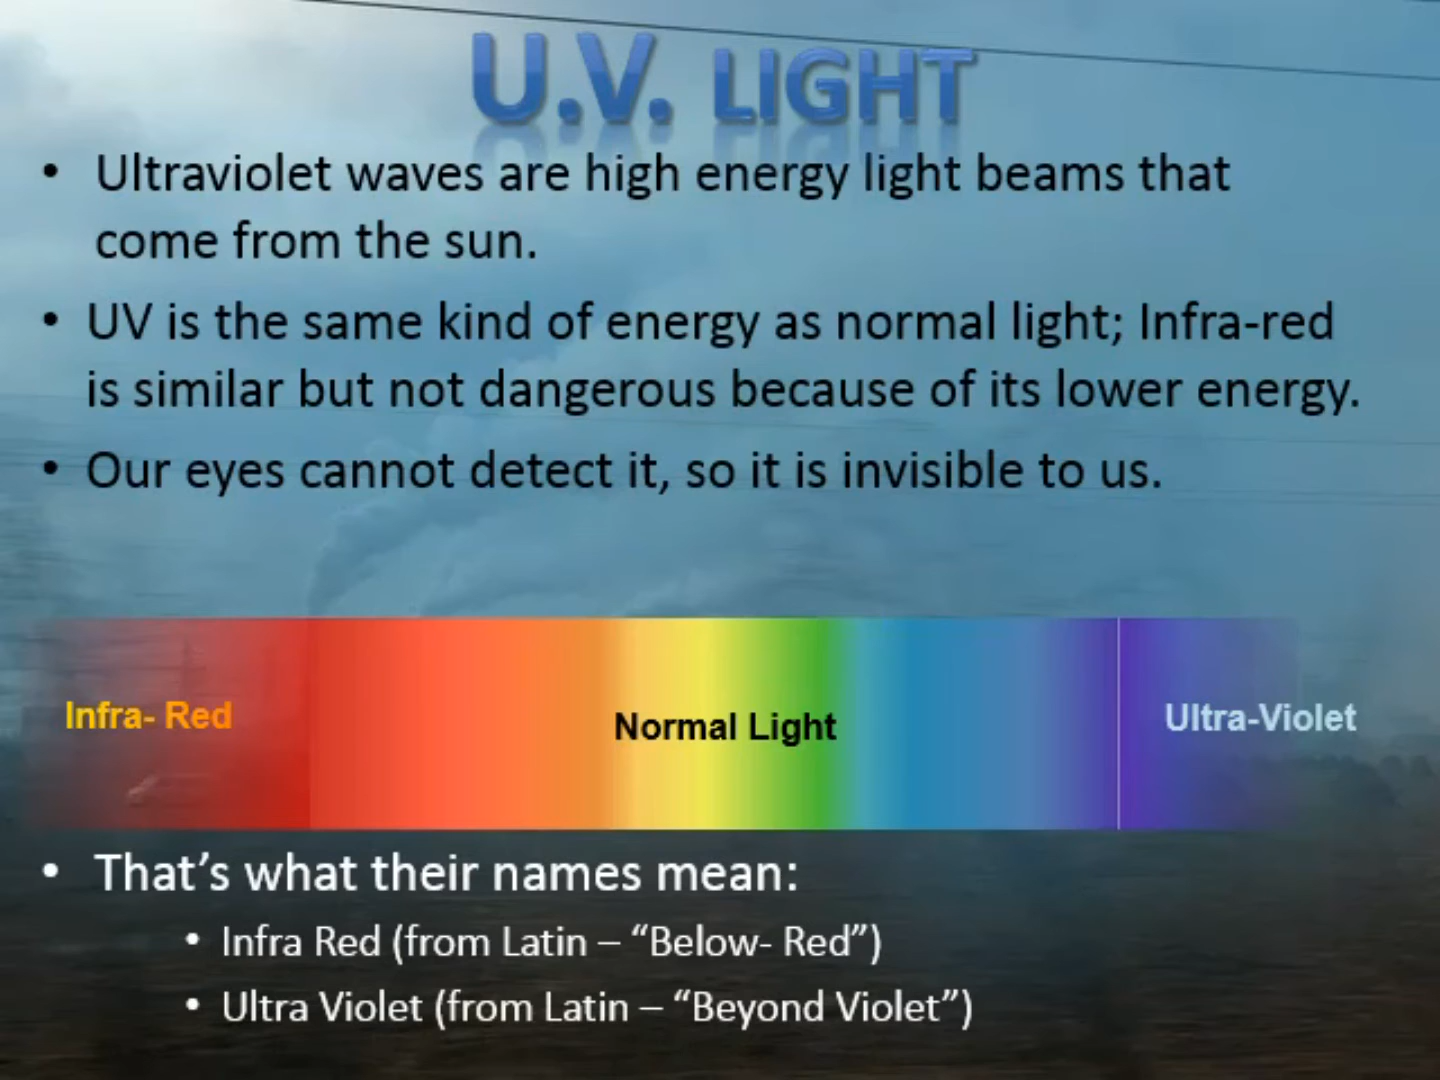 U.V. LIGHT
• Ultraviolet waves are high energy light beams that
come from the sun.
• UV is the same kind of energy as normal light; Infra-red
is similar but not dangerous because of its lower energy.
• Our eyes cannot detect it, so it is invisible to us.
Infra- Red
Normal Light
Ultra-Violet
• That’s what their names mean:
• Infra Red (from Latin – “Below- Red”)
• Ultra Violet (from Latin – “Beyond Violet”)